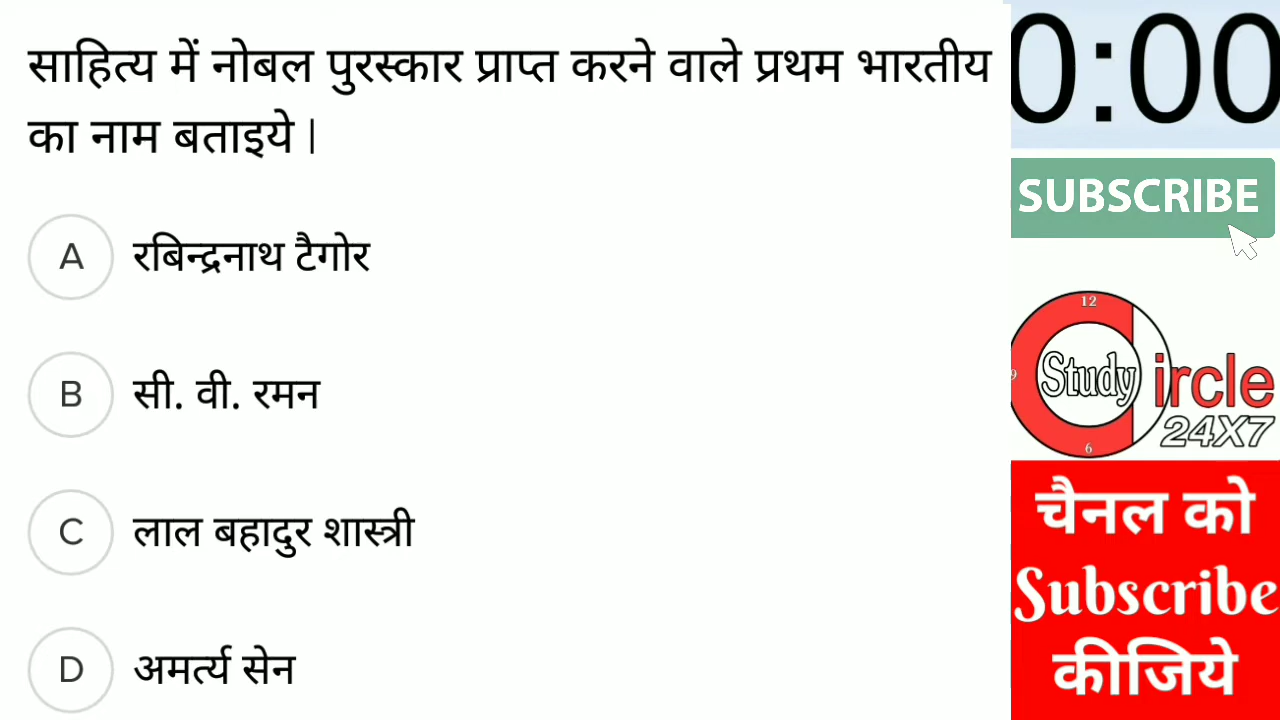 साहित्य में नोबल पुरस्कार प्राप्त करने वाले प्रथम भारतीय
का नाम बताइये |
A रबिन्द्रनाथ टैगोर
B सी. वी. रमन
C लाल बहादुर शास्त्री
D अमर्त्य सेन
0:00
SUBSCRIBE
12
9
Study Circle
24X7
6
चैनल को
Subscribe
कीजिये